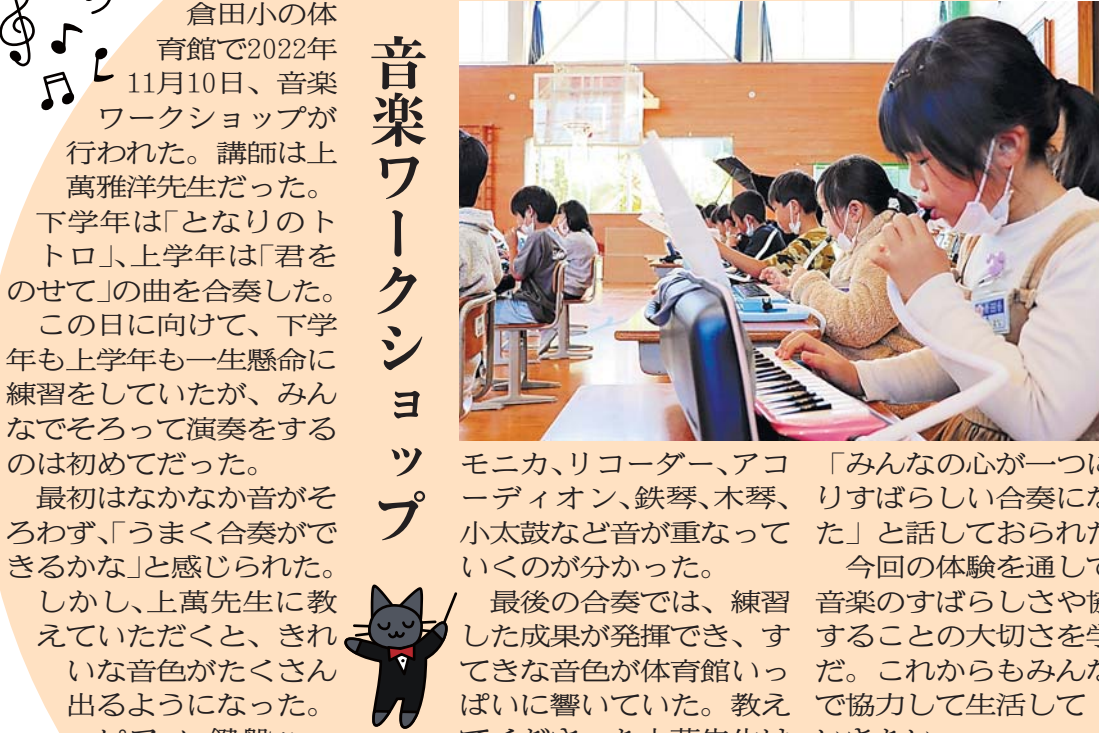 音楽ワークショップ
倉田小の体
育館で2022年
11月10日、音楽
ワークショップが
行われた。講師は上
萬雅洋先生だった。
下学年は「となりのト
トロ」、上学年は「君を
のせて」の曲を合奏した。
この日に向けて、下学
年も上学年も一生懸命に
練習をしていたが、みん
なでそろって演奏をする
のは初めてだった。
最初はなかなか音がそ
ろわず、「うまく合奏がで
きるかな」と感じられた。
しかし、上萬先生に教
えていただくと、きれ
いな音色がたくさん
出るようになった。
モニカ、リコーダー、アコ
ーディオン、鉄琴、木琴、
小太鼓など音が重なって
いくのが分かった。
最後の合奏では、練習
した成果が発揮でき、す
てきな音色が体育館いっ
ぱいに響いていた。教え
「みんなの心が一つに
りすばらしい合奏にな
た」と話しておられた
今回の体験を通して
音楽のすばらしさや協
することの大切さを学
だ。これからもみんな
で協力して生活して